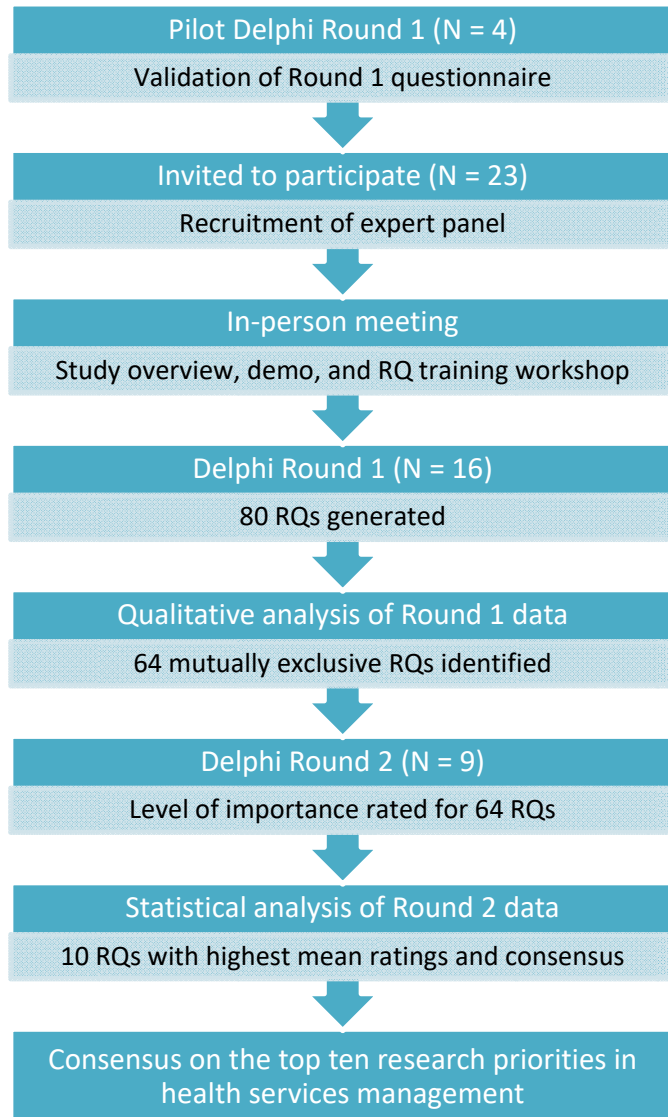 Pilot Delphi Round 1 (N = 4)
Validation of Round 1 questionnaire
Invited to participate (N = 23)
Recruitment of expert panel
In-person meeting
Study overview, demo, and RQ training workshop
Delphi Round 1 (N = 16)
80 RQs generated
Qualitative analysis of Round 1 data
64 mutually exclusive RQs identified
Delphi Round 2 (N = 9)
Level of importance rated for 64 RQs
Statistical analysis of Round 2 data
10 RQs with highest mean ratings and consensus
Consensus on the top ten research priorities in
health services management